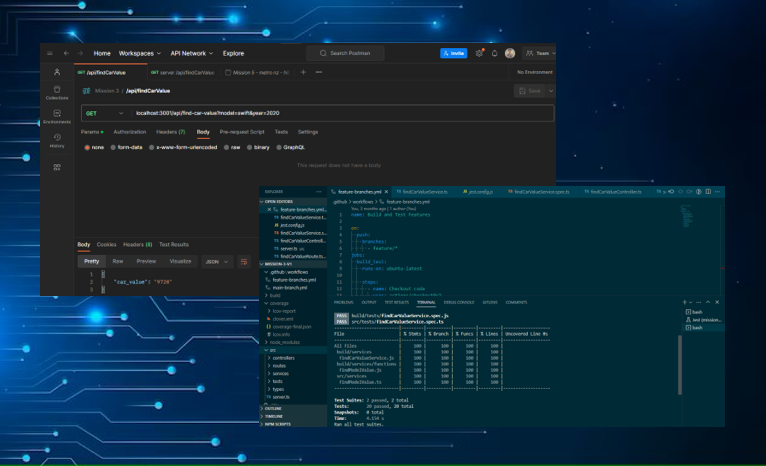 Home Workspaces API Network Explore
Search Postman
Invite
Team
GET /api/findCarValue
GET server /api/findCarValue
No Environment
Mission 3 / /api/findCarValue
Save
Collections
Environments
History
GET localhost:3001/api/find-car-value?model=swift&year=2020
Params Authorization Headers (7) Body Pre-request Script Tests Settings
none form-data x-www-form-urlencoded raw binary GraphQL
This request does not have a body
Body Cookies Headers (8) Test Results
Pretty Raw Preview Visualize JSON
1 {
2 "car_value": "9720"
3
EXPLORER
OPEN EDITORS
feature-branches.yml...
findCarValueService.t...
jest.config.js
findCarValueService.s...
findCarValueControll...
server.ts src
findCarValueRoute.ts...
MISSION-3-V1
.github \ workflows
feature-branches.yml
main-branch.yml
build
coverage
lcov-report
clover.xml
coverage-final.json
lcov.info
node_modules
src
controllers
routes
services
tests
types
server.ts
OUTLINE
TIMELINE
NPM SCRIPTS
feature-branches.yml
findCarValueService.ts
jest.config.js
findCarValueService.spec.ts
findCarValueController.ts
.github > workflows > feature-branches.yml
You, 2 months ago | 1 author (You)
1 name: Build and Test Features
2
3 on:
4 push:
5 branches:
6 - feature/*
7 jobs:
8 build_test:
9 runs-on: ubuntu-latest
10
11 steps:
12 - name: Checkout code
PROBLEMS OUTPUT TEST RESULTS TERMINAL DEBUG CONSOLE GITLENS COMMENTS
PASS build/tests/findCarValueService.spec.js
PASS src/tests/findCarValueService.spec.ts
File | % Stmts | % Branch | % Funcs | % Lines | Uncovered Line #s
All files | 100 | 100 | 100 | 100 |
build/services | 100 | 100 | 100 | 100 |
findCarValueService.js | 100 | 100 | 100 | 100 |
build/services/functions | 100 | 100 | 100 | 100 |
findModelValue.js | 100 | 100 | 100 | 100 |
src/services | 100 | 100 | 100 | 100 |
findModelValue.ts | 100 | 100 | 100 | 100 |
Test Suites: 2 passed, 2 total
Tests: 20 passed, 20 total
Snapshots: 0 total
Time: 4.154 s
Ran all test suites.
bash
bash